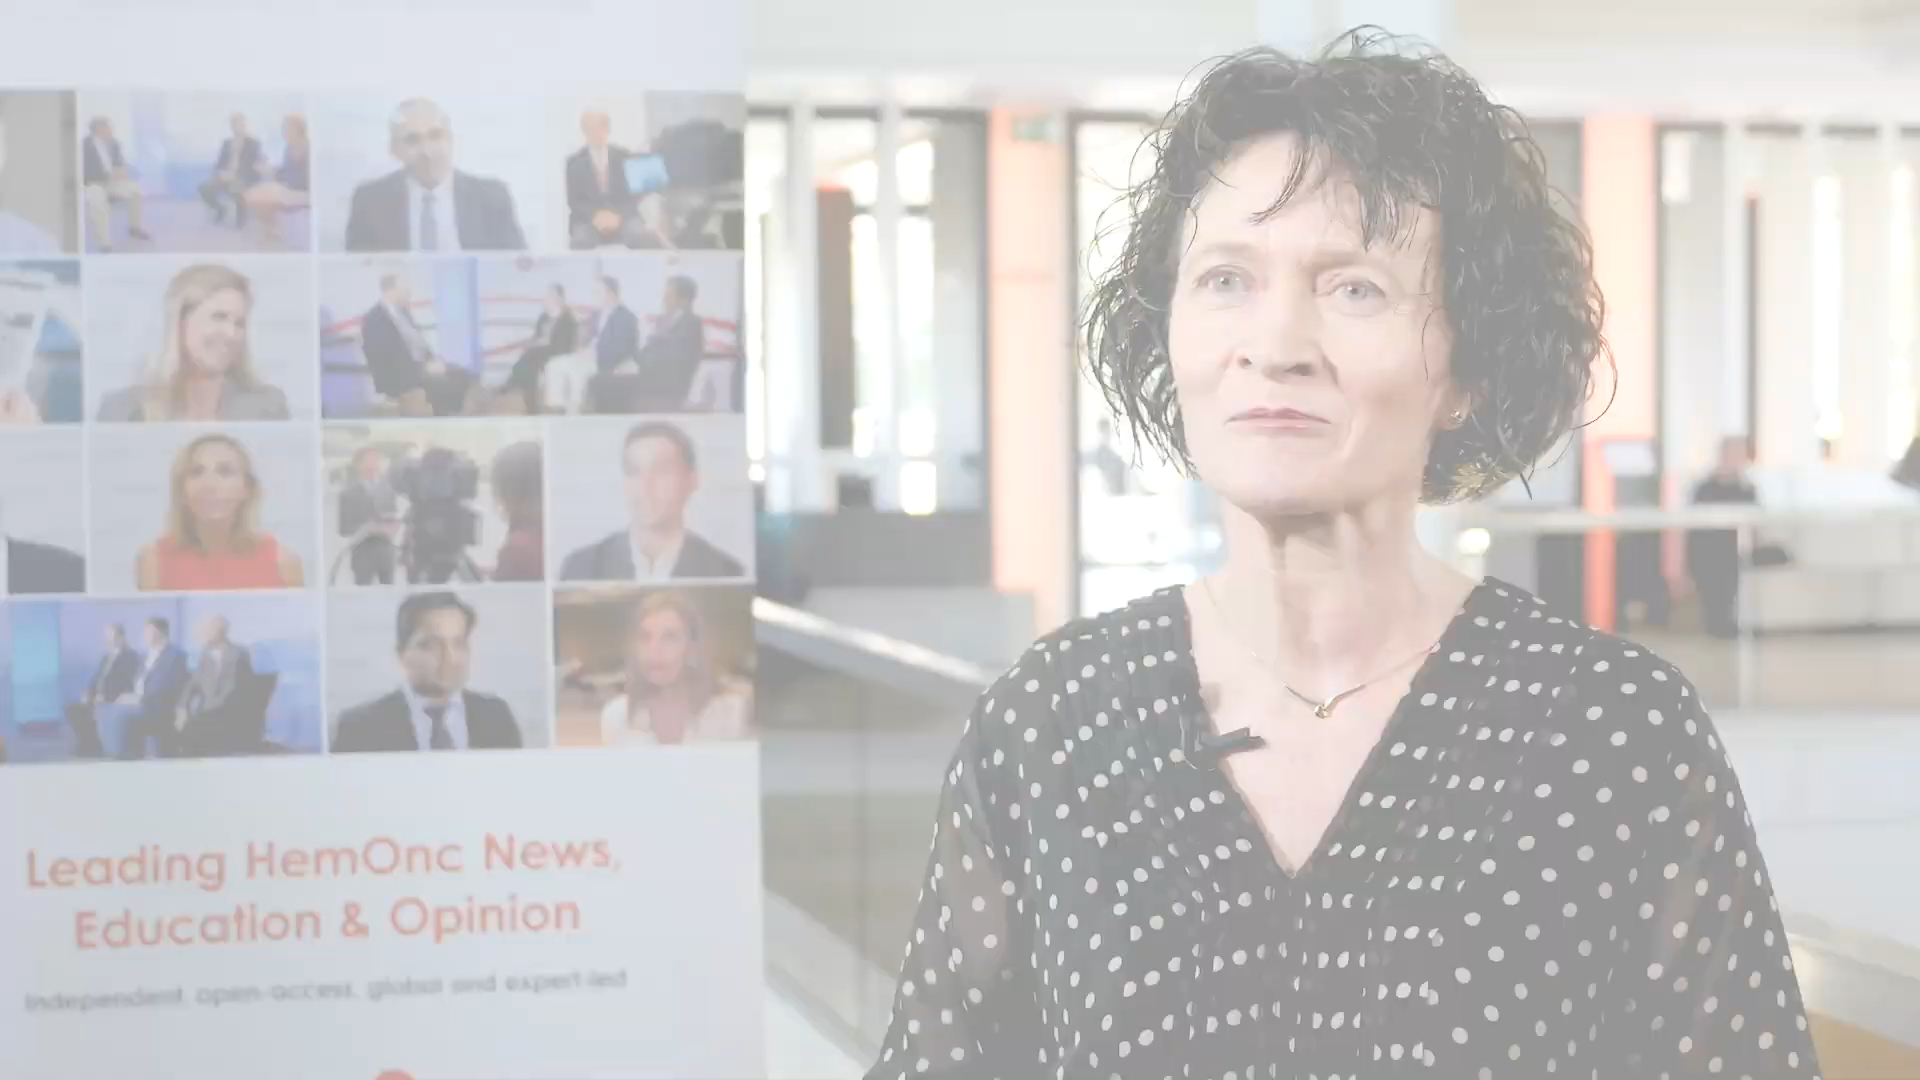 Leading HemOnc News,
Education & Opinion
Independent, open-access, global and expert-led